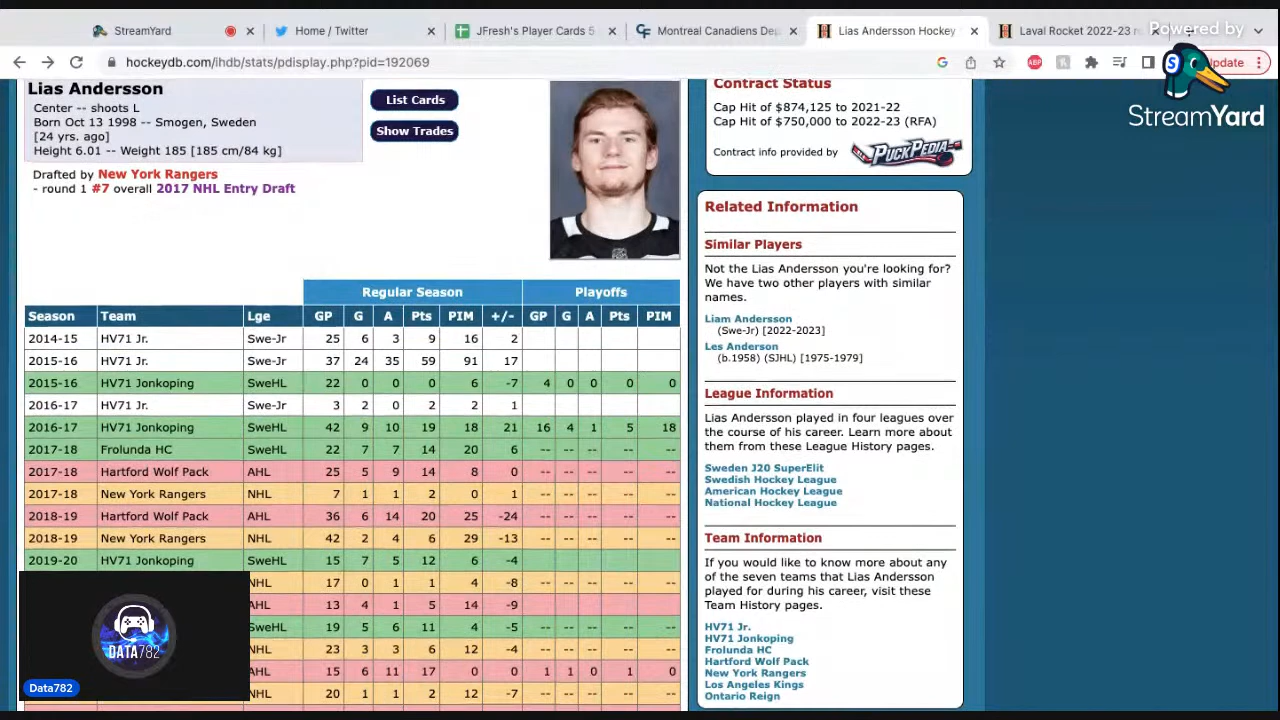 StreamYard
Home / Twitter
JFresh's Player Cards 5
Montreal Canadiens Dep
Lias Andersson Hockey
Laval Rocket 2022-23
Powered by
hockeydb.com/ihdb/stats/pdisplay.php?pid=192069
ABP
Update
StreamYard
Lias Andersson
Center -- shoots L
Born Oct 13 1998 -- Smogen, Sweden
[24 yrs. ago]
Height 6.01 -- Weight 185 [185 cm/84 kg]
List Cards
Show Trades
Drafted by New York Rangers
- round 1 #7 overall 2017 NHL Entry Draft
Regular Season Playoffs
Season Team Lge GP G A Pts PIM +/- GP G A Pts PIM
2014-15 HV71 Jr. Swe-Jr 25 6 3 9 16 2
2015-16 HV71 Jr. Swe-Jr 37 24 35 59 91 17
2015-16 HV71 Jonkoping SweHL 22 0 0 0 6 -7 4 0 0 0 0
2016-17 HV71 Jr. Swe-Jr 3 2 0 2 2 1
2016-17 HV71 Jonkoping SweHL 42 9 10 19 18 21 16 4 1 5 18
2017-18 Frolunda HC SweHL 22 7 7 14 20 6 -- -- -- -- --
2017-18 Hartford Wolf Pack AHL 25 5 9 14 8 0 -- -- -- -- --
2017-18 New York Rangers NHL 7 1 1 2 0 1 -- -- -- -- --
2018-19 Hartford Wolf Pack AHL 36 6 14 20 25 -24 -- -- -- -- --
2018-19 New York Rangers NHL 42 2 4 6 29 -13 -- -- -- -- --
2019-20 HV71 Jonkoping SweHL 15 7 5 12 6 -4
NHL 17 0 1 1 4 -8 -- -- -- -- --
AHL 13 4 1 5 14 -9
SweHL 19 5 6 11 4 -5 -- -- -- -- --
NHL 23 3 3 6 12 -4 -- -- -- -- --
AHL 15 6 11 17 0 0 1 1 0 1 0
NHL 20 1 1 2 12 -7 -- -- -- -- --
DATA782
Data782
Contract Status
Cap Hit of $874,125 to 2021-22
Cap Hit of $750,000 to 2022-23 (RFA)
Contract info provided by PUCKPEDIA
Related Information
Similar Players
Not the Lias Andersson you're looking for?
We have two other players with similar
names.
Liam Andersson
(Swe-Jr) [2022-2023]
Les Anderson
(b.1958) (SJHL) [1975-1979]
League Information
Lias Andersson played in four leagues over
the course of his career. Learn more about
them from these League History pages.
Sweden J20 SuperElit
Swedish Hockey League
American Hockey League
National Hockey League
Team Information
If you would like to know more about any
of the seven teams that Lias Andersson
played for during his career, visit these
Team History pages.
HV71 Jr.
HV71 Jonkoping
Frolunda HC
Hartford Wolf Pack
New York Rangers
Los Angeles Kings
Ontario Reign